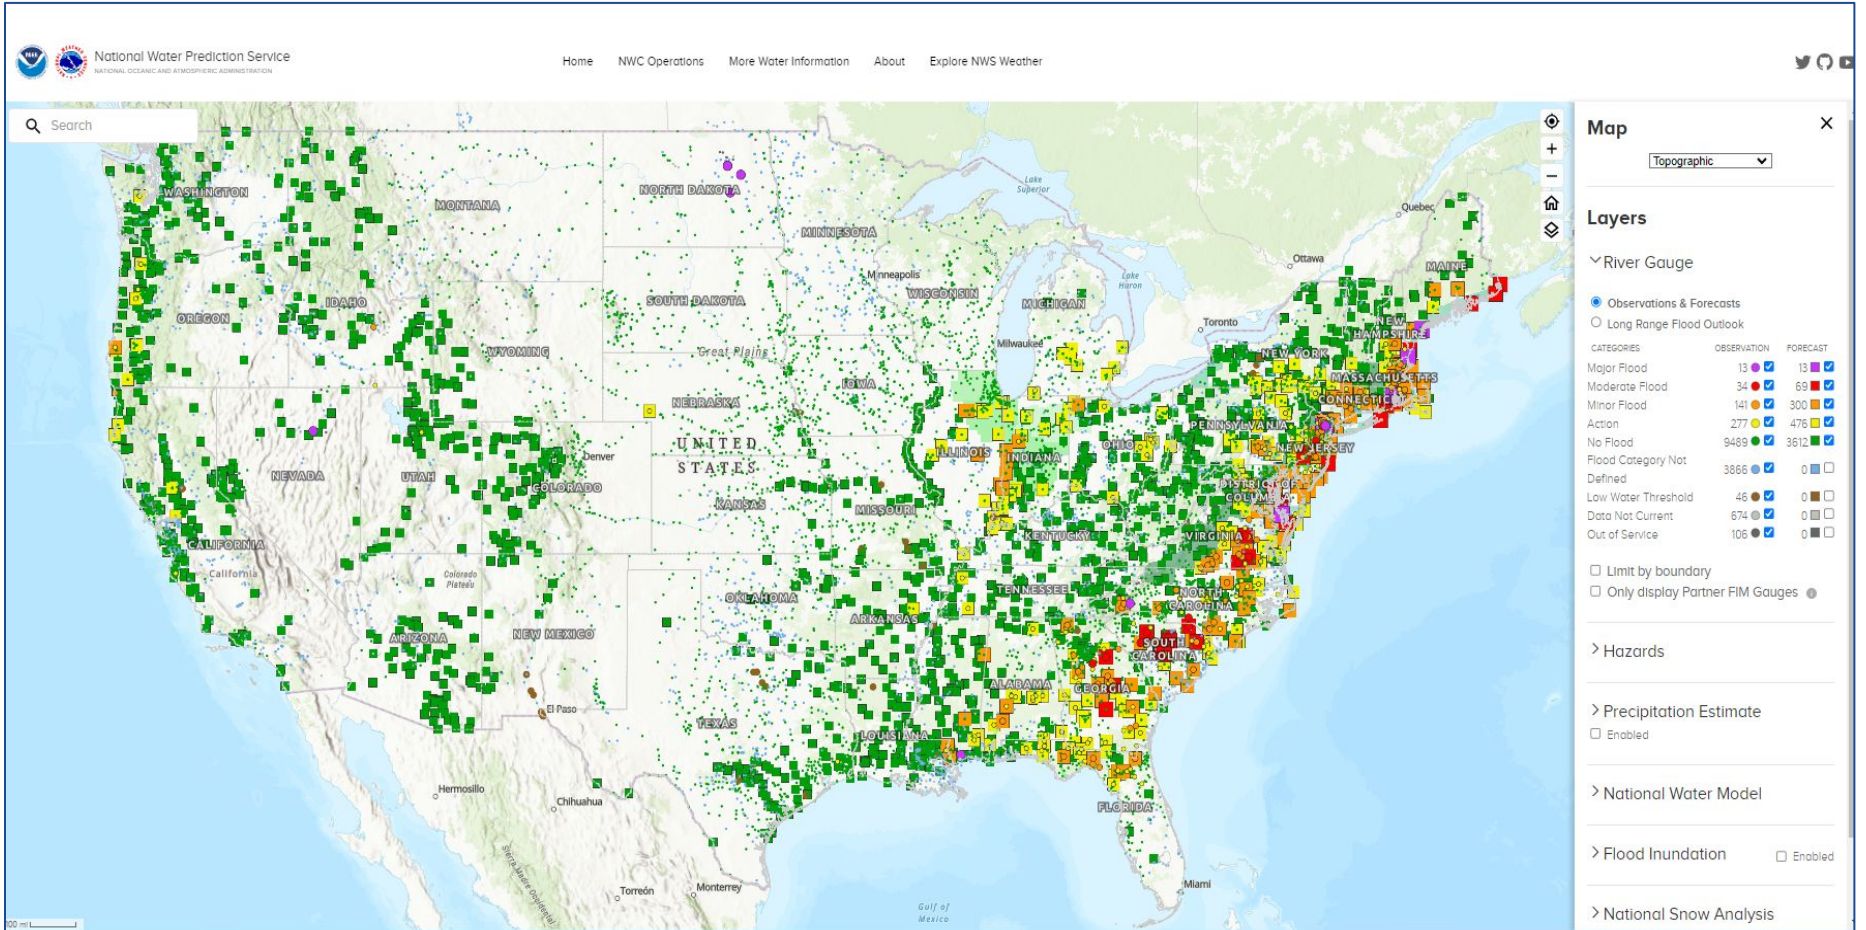 National Water Prediction Service
NATIONAL OCEANIC AND ATMOSPHERIC ADMINISTRATION
Home NWC Operations More Water Information About Explore NWS Weather
Search
Map
Topographic
Layers
River Gauge
Observations & Forecasts
Long Range Flood Outlook
CATEGORIES OBSERVATION FORECAST
Major Flood 13 13
Moderate Flood 34 69
Minor Flood 141 300
Action 277 476
No Flood 9489 3612
Flood Category Not
Defined 3866 0
Low Water Threshold 46 0
Data Not Current 674 0
Out of Service 106 0
Limit by boundary
Only display Partner FIM Gauges
Hazards
Precipitation Estimate
Enabled
National Water Model
Flood Inundation Enabled
National Snow Analysis
WASHINGTON
MONTANA
NORTH DAKOTA
MINNESOTA
Lake
Superior
Quebec
MAINE
Ottawa
Minneapolis
OREGON
IDAHO
SOUTH DAKOTA
WISCONSIN
MICHIGAN
Lake
Huron
Toronto
NEW
HAMPSHIRE
WYOMING
Great Plains
Milwaukee
NEW YORK
MASSACHUSETTS
CONNECTIC
IOWA
NEBRASKA
PENNSYLVANIA
NEVADA
UTAH
Denver
COLORADO
UNITED
STATES
ILLINOIS
INDIANA
OHIO
NEW JERSEY
DISTRICT OF
COLUMBIA
KANSAS
MISSOURI
KENTUCKY
VIRGINIA
CALIFORNIA
California
Colorado
Plateau
OKLAHOMA
TENNESSEE
NORTH
CAROLINA
ARIZONA
NEW MEXICO
ARKANSAS
SOUTH
CAROLINA
ALABAMA
GEORGIA
El Paso
TEXAS
LOUISIANA
Hermosillo
Chihuahua
FLORIDA
Sierra Madre Occidental
Torreón
Monterrey
Gulf of
Mexico
Miami
100 mi